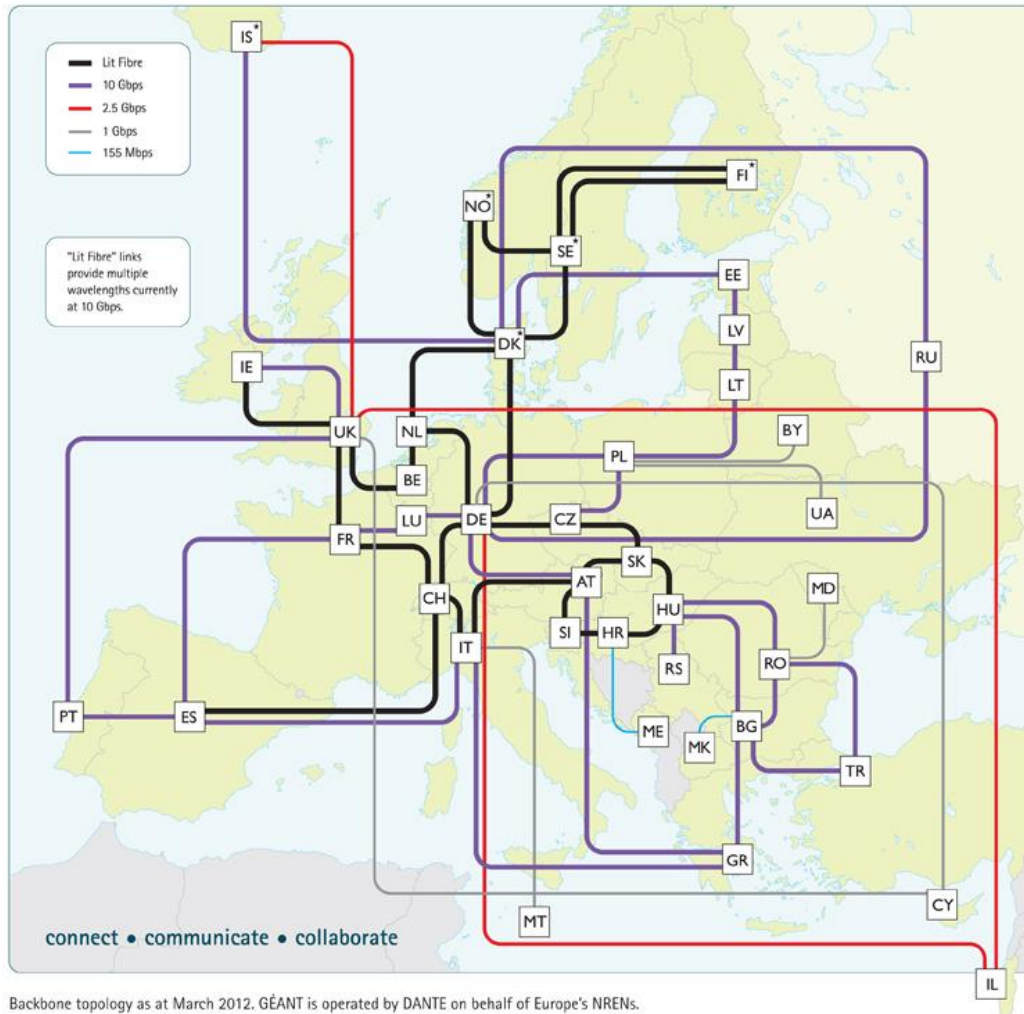 IS*
Lit Fibre
10 Gbps
2.5 Gbps
1 Gbps
155 Mbps
FI*
NO*
SE*
"Lit Fibre" links
provide multiple
wavelengths currently
at 10 Gbps.
EE
LV
DK*
RU
IE
LT
UK
NL
BY
PL
BE
LU
DE
CZ
UA
FR
SK
AT
MD
CH
HU
SI
HR
IT
RO
RS
PT
ES
ME
MK
BG
TR
GR
CY
MT
connect • communicate • collaborate
IL
Backbone topology as at March 2012. GÉANT is operated by DANTE on behalf of Europe's NRENs.